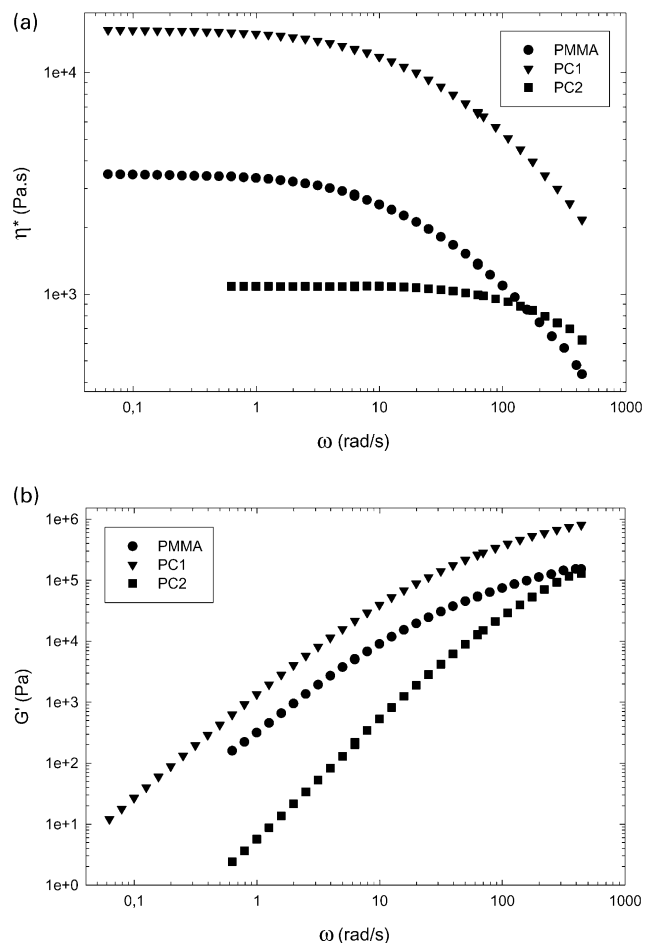 (a)
1e+4
1e+3
η* (Pa.s)
PMMA
PC1
PC2
0,1 1 10 100 1000
ω (rad/s)
(b)
1e+6
1e+5
1e+4
1e+3
1e+2
1e+1
1e+0
G' (Pa)
PMMA
PC1
PC2
0,1 1 10 100 1000
ω (rad/s)